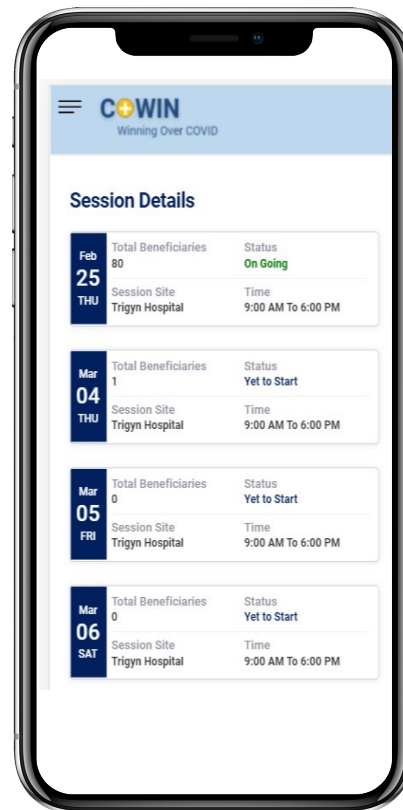 COWIN
Winning Over COVID
Session Details
Feb
25
THU
Total Beneficiaries
80
Status
On Going
Session Site
Trigyn Hospital
Time
9:00 AM To 6:00 PM
Mar
04
THU
Total Beneficiaries
1
Status
Yet to Start
Session Site
Trigyn Hospital
Time
9:00 AM To 6:00 PM
Mar
05
FRI
Total Beneficiaries
0
Status
Yet to Start
Session Site
Trigyn Hospital
Time
9:00 AM To 6:00 PM
Mar
06
SAT
Total Beneficiaries
0
Status
Yet to Start
Session Site
Trigyn Hospital
Time
9:00 AM To 6:00 PM